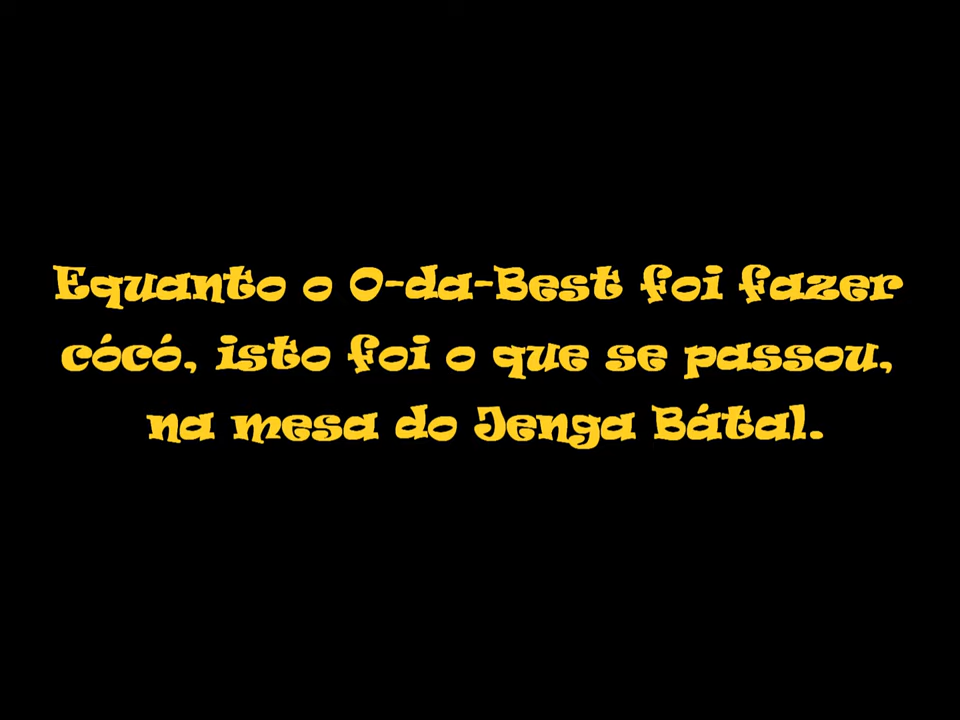 Equanto o O-da-Best foi fazer
cócó, isto foi o que se passou,
na mesa do Jenga Bátal.